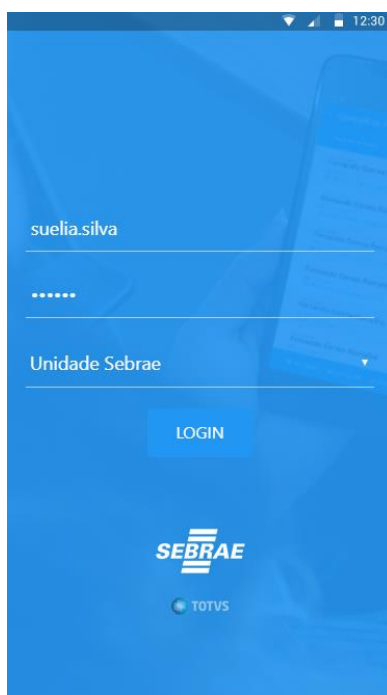 12:30
suelia.silva
••••••
Unidade Sebrae
LOGIN
SEBRAE
TOTVS